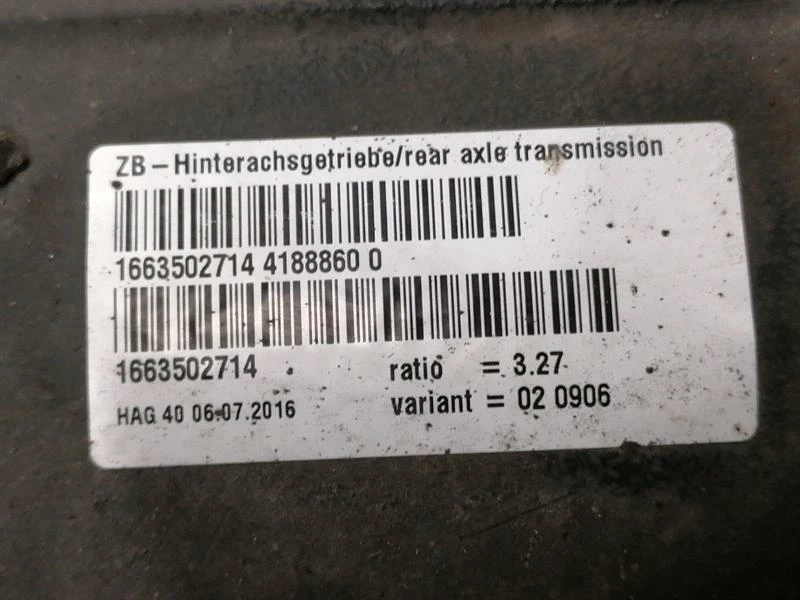 ZB - Hinterachsgetriebe/rear axle transmission
1663502714 4188860 0
1663502714 ratio = 3.27
HAG 40 06.07.2016 variant = 02 0906